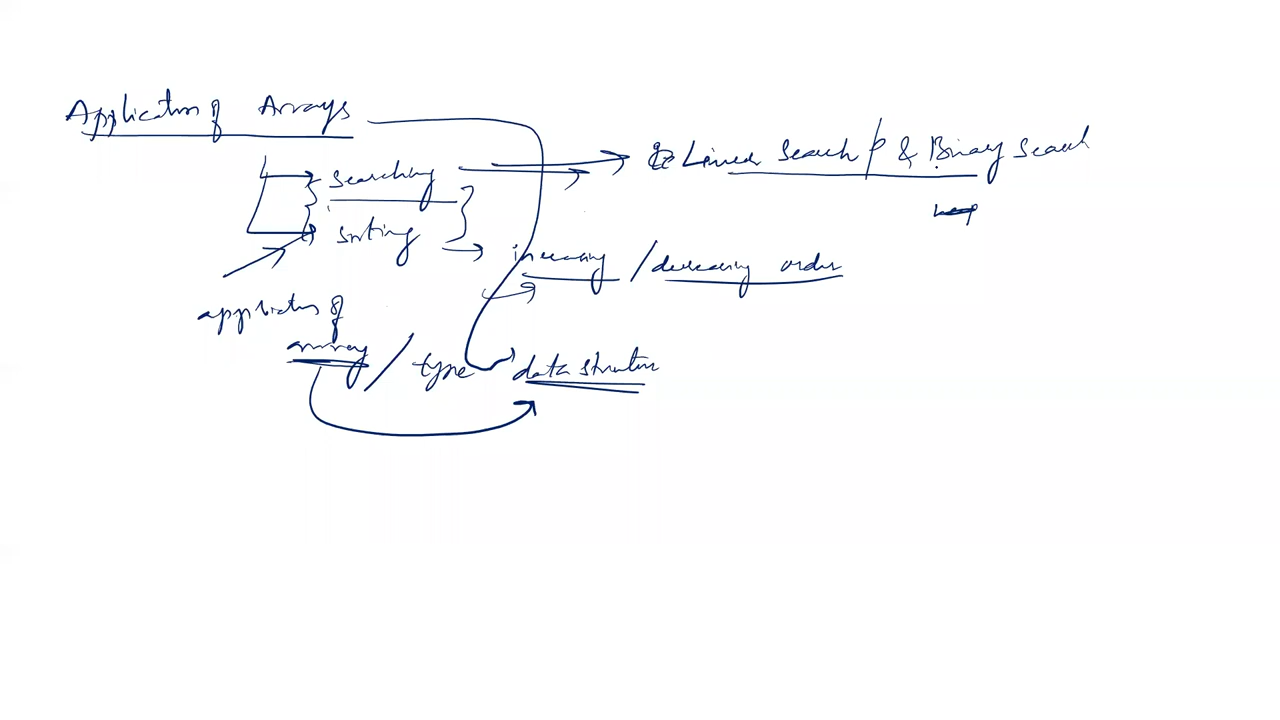 Application of Arrays
Searching
Linear Search / & Binary Search
Sorting
increasing / decreasing order
application of
array / type data structure